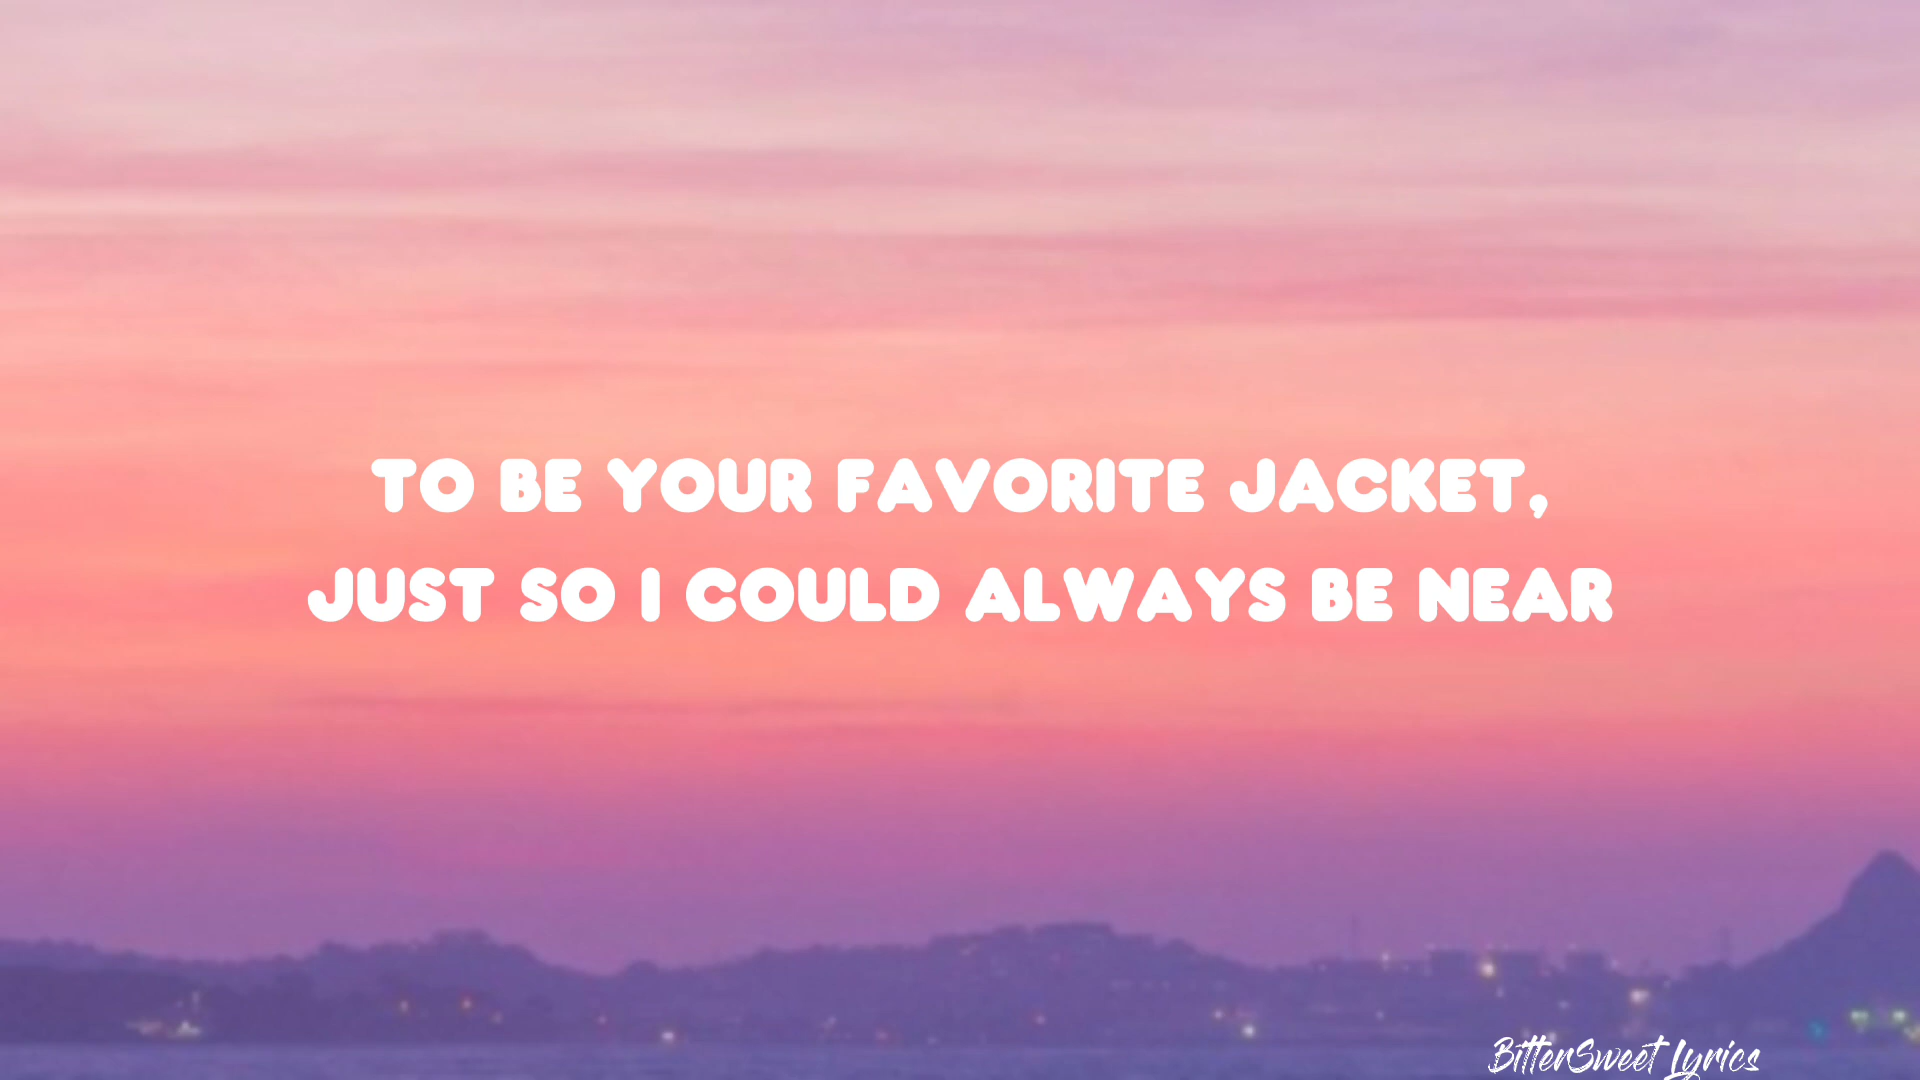 TO BE YOUR FAVORITE JACKET,
JUST SO I COULD ALWAYS BE NEAR
BitterSweet Lyrics